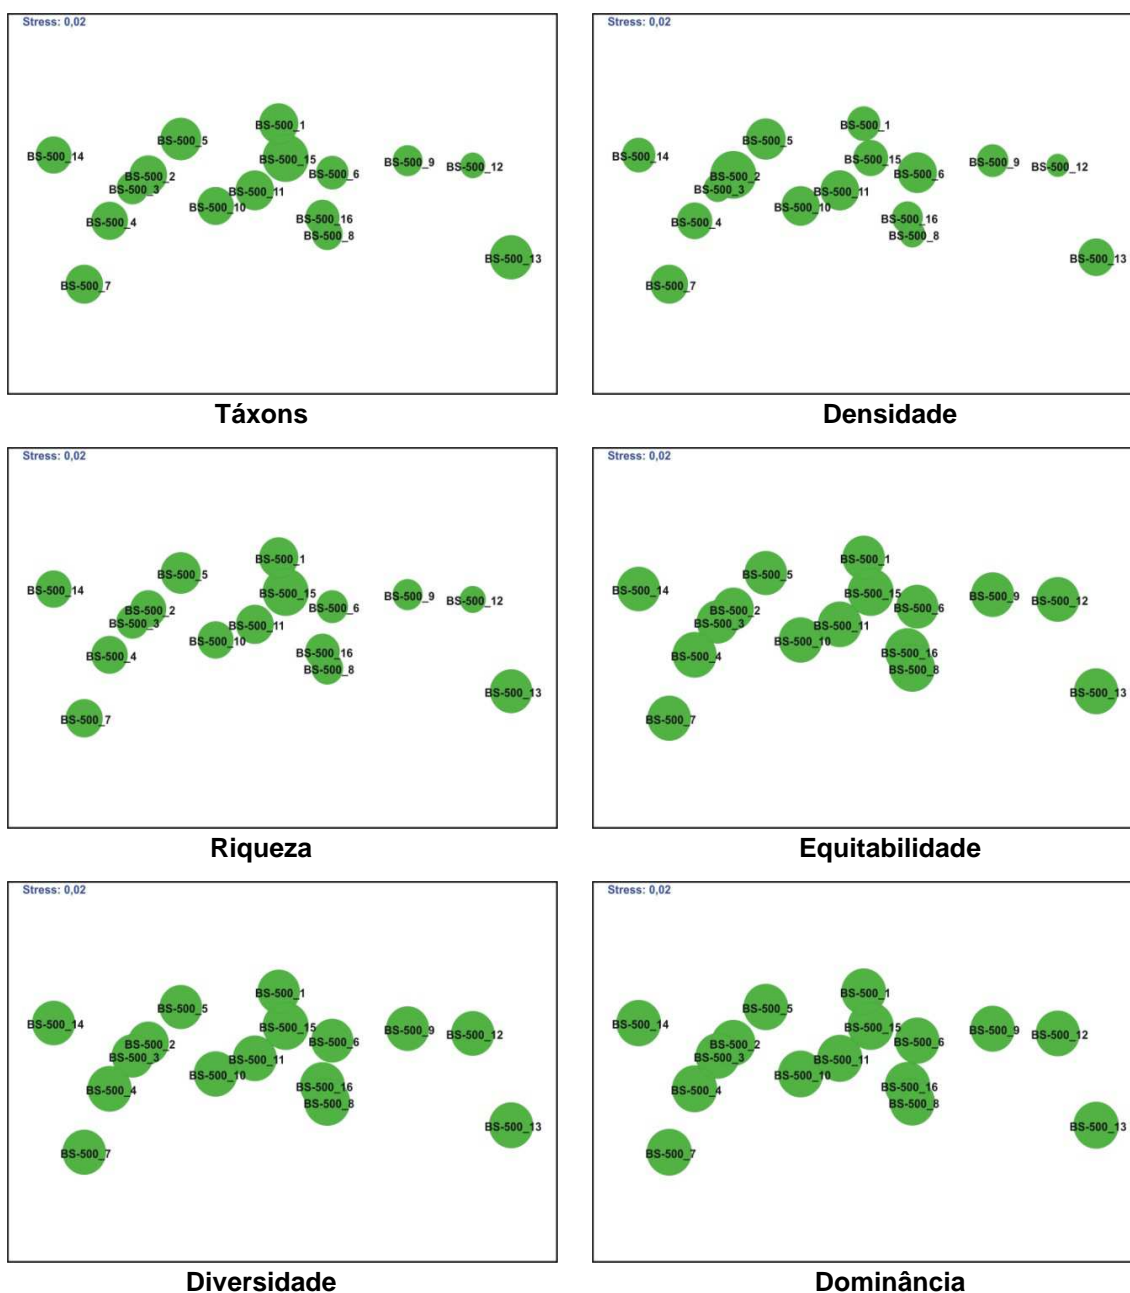 Stress: 0,02
BS-500_1
BS-500_5
BS-500_14
BS-500_15
BS-500_9
BS-500_12
BS-500_2
BS-500_6
BS-500_3
BS-500_11
BS-500_10
BS-500_4
BS-500_16
BS-500_8
BS-500_13
BS-500_7
Táxons
Stress: 0,02
BS-500_1
BS-500_5
BS-500_14
BS-500_15
BS-500_9
BS-500_12
BS-500_2
BS-500_6
BS-500_3
BS-500_11
BS-500_10
BS-500_4
BS-500_16
BS-500_8
BS-500_13
BS-500_7
Densidade
Stress: 0,02
BS-500_1
BS-500_5
BS-500_14
BS-500_15
BS-500_9
BS-500_12
BS-500_2
BS-500_6
BS-500_3
BS-500_11
BS-500_10
BS-500_4
BS-500_16
BS-500_8
BS-500_13
BS-500_7
Riqueza
Stress: 0,02
BS-500_1
BS-500_5
BS-500_14
BS-500_15
BS-500_9
BS-500_12
BS-500_2
BS-500_6
BS-500_3
BS-500_11
BS-500_10
BS-500_4
BS-500_16
BS-500_8
BS-500_13
BS-500_7
Equitabilidade
Stress: 0,02
BS-500_1
BS-500_5
BS-500_14
BS-500_15
BS-500_9
BS-500_12
BS-500_2
BS-500_6
BS-500_3
BS-500_11
BS-500_10
BS-500_4
BS-500_16
BS-500_8
BS-500_13
BS-500_7
Diversidade
Stress: 0,02
BS-500_1
BS-500_5
BS-500_14
BS-500_15
BS-500_9
BS-500_12
BS-500_2
BS-500_6
BS-500_3
BS-500_11
BS-500_10
BS-500_4
BS-500_16
BS-500_8
BS-500_13
BS-500_7
Dominância